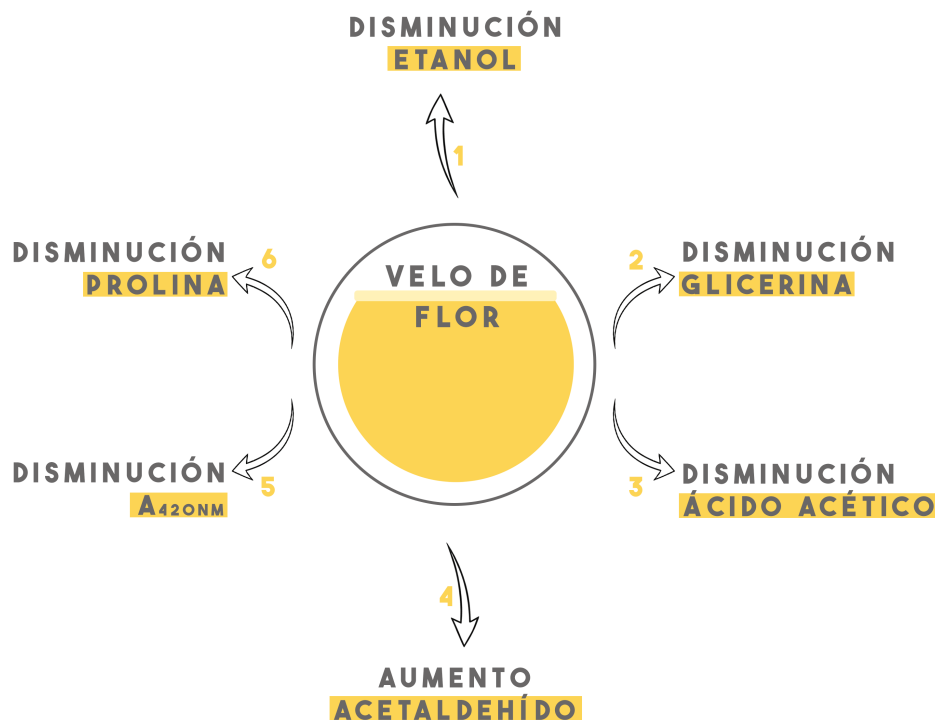 DISMINUCIÓN
ETANOL
1
DISMINUCIÓN
PROLINA
6
2
DISMINUCIÓN
GLICERINA
VELO DE
FLOR
DISMINUCIÓN
A420NM
5
3
DISMINUCIÓN
ÁCIDO ACÉTICO
4
AUMENTO
ACETALDEHÍDO